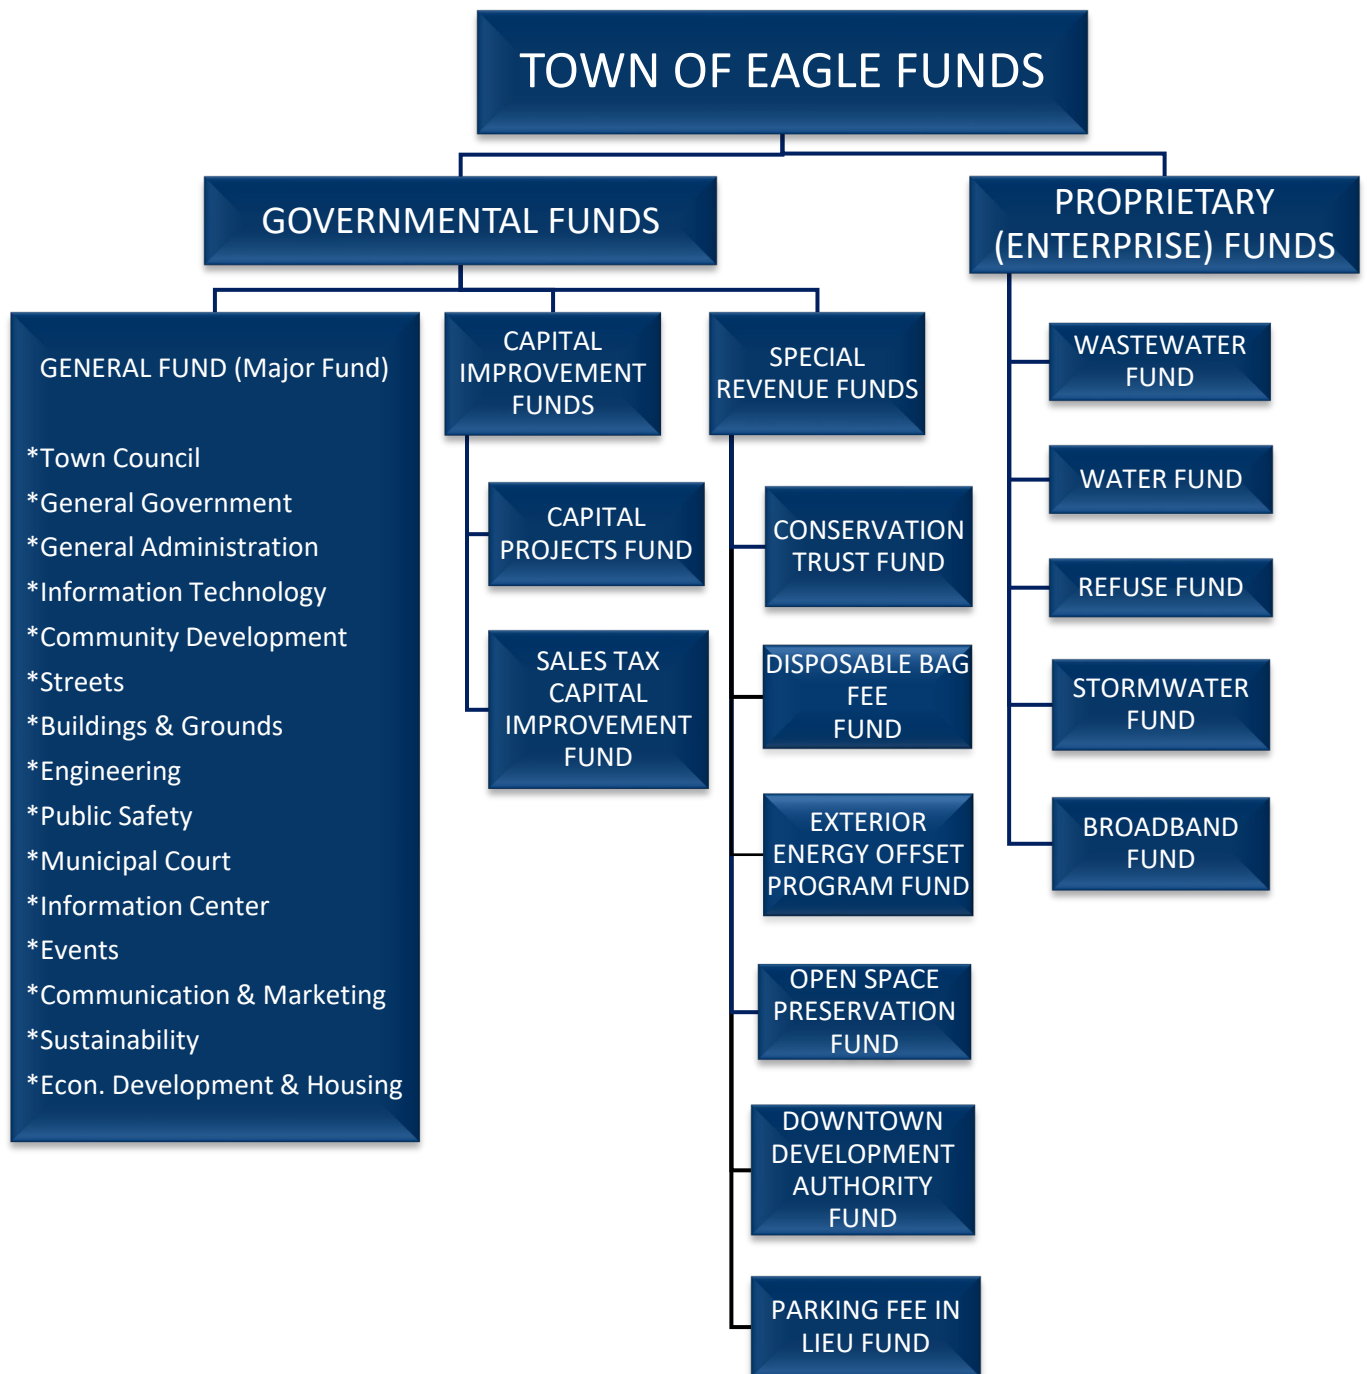 TOWN OF EAGLE FUNDS
GOVERNMENTAL FUNDS
PROPRIETARY
(ENTERPRISE) FUNDS
GENERAL FUND (Major Fund)
*Town Council
*General Government
*General Administration
*Information Technology
*Community Development
*Streets
*Buildings & Grounds
*Engineering
*Public Safety
*Municipal Court
*Information Center
*Events
*Communication & Marketing
*Sustainability
*Econ. Development & Housing
CAPITAL
IMPROVEMENT
FUNDS
CAPITAL
PROJECTS FUND
SALES TAX
CAPITAL
IMPROVEMENT
FUND
SPECIAL
REVENUE FUNDS
CONSERVATION
TRUST FUND
DISPOSABLE BAG
FEE
FUND
EXTERIOR
ENERGY OFFSET
PROGRAM FUND
OPEN SPACE
PRESERVATION
FUND
DOWNTOWN
DEVELOPMENT
AUTHORITY
FUND
PARKING FEE IN
LIEU FUND
WASTEWATER
FUND
WATER FUND
REFUSE FUND
STORMWATER
FUND
BROADBAND
FUND